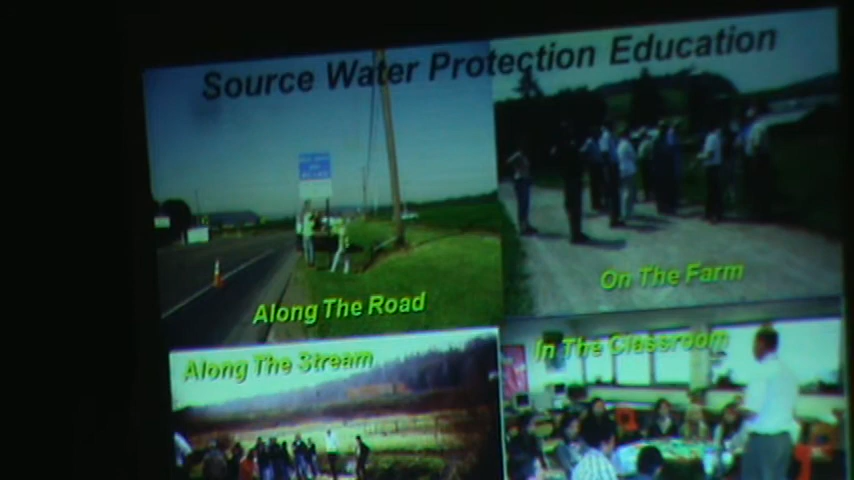 Source Water Protection Education
Along The Road
On The Farm
Along The Stream
In The Classroom